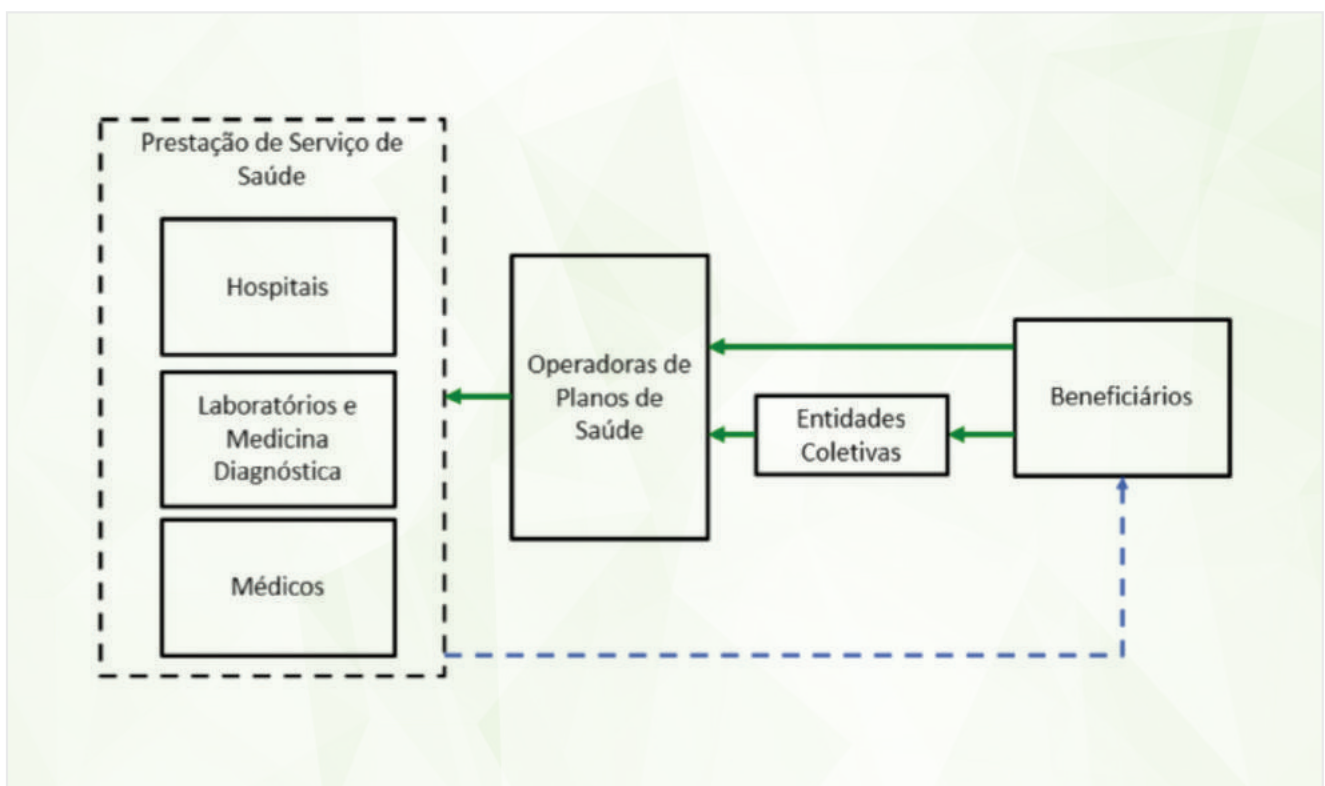 Prestação de Serviço de
Saúde
Hospitais
Laboratórios e
Medicina
Diagnóstica
Médicos
Operadoras de
Planos de
Saúde
Entidades
Coletivas
Beneficiários